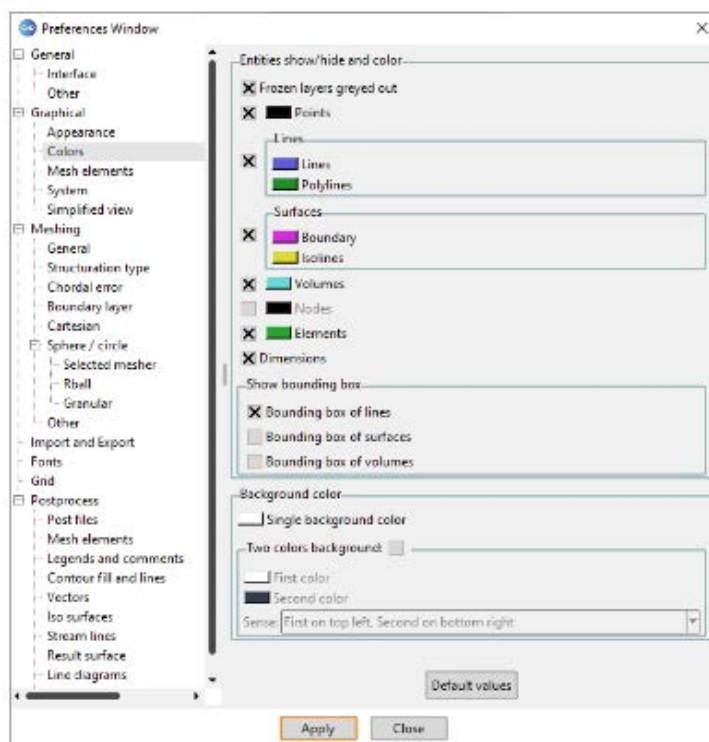 Preferences Window
General
Interface
Other
Graphical
Appearance
Colors
Mesh elements
System
Simplified view
Meshing
General
Structuration type
Chordal error
Boundary layer
Cartesian
Sphere / circle
Selected mesher
Rball
Granular
Other
Import and Export
Fonts
Grid
Postprocess
Post files
Mesh elements
Legends and comments
Contour fill and lines
Vectors
Iso surfaces
Stream lines
Result surface
Line diagrams
Entities show/hide and color
Frozen layers greyed out
Points
Lines
Lines
Polylines
Surfaces
Boundary
Isolines
Volumes
Nodes
Elements
Dimensions
Show bounding box
Bounding box of lines
Bounding box of surfaces
Bounding box of volumes
Background color
Single background color
Two colors background:
First color
Second color
Sense: First on top left, Second on bottom right
Default values
Apply Close